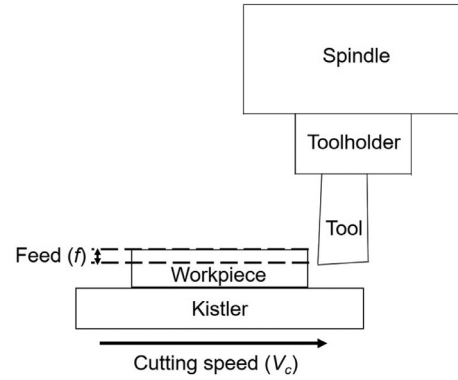 Spindle
Toolholder
Tool
Feed (f)
Workpiece
Kistler
Cutting speed (Vc)